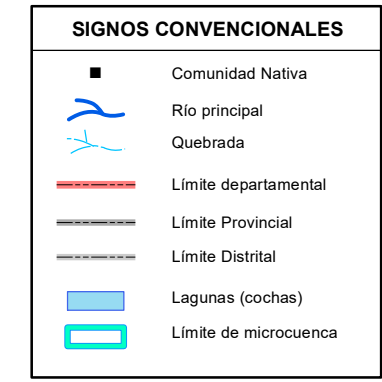 SIGNOS CONVENCIONALES
Comunidad Nativa
Río principal
Quebrada
Límite departamental
Límite Provincial
Límite Distrital
Lagunas (cochas)
Límite de microcuenca